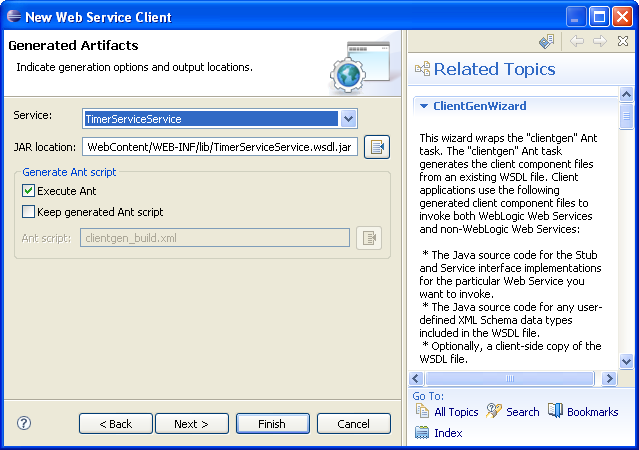 New Web Service Client
Generated Artifacts
Indicate generation options and output locations.
Service: TimerServiceService
JAR location: WebContent/WEB-INF/lib/TimerServiceService.wsdl.jar
Generate Ant script
Execute Ant
Keep generated Ant script
Ant script: clientgen_build.xml
< Back Next > Finish Cancel
Related Topics
ClientGenWizard
This wizard wraps the "clientgen" Ant
task. The "clientgen" Ant task
generates the client component files
from an existing WSDL file. Client
applications use the following
generated client component files to
invoke both WebLogic Web Services
and non-WebLogic Web Services:
* The Java source code for the Stub
and Service interface implementations
for the particular Web Service you
want to invoke.
* The Java source code for any user-
defined XML Schema data types
included in the WSDL file.
* Optionally, a client-side copy of the
WSDL file.
Go To:
All Topics Search Bookmarks
Index